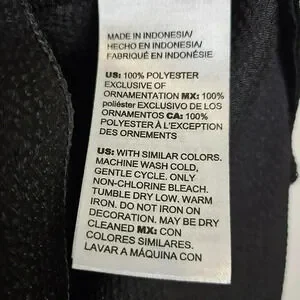 MADE IN INDONESIA/
HECHO EN INDONESIA/
FABRIQUÉ EN INDONÉSIE
US: 100% POLYESTER
EXCLUSIVE OF
ORNAMENTATION MX: 100%
poliéster EXCLUSIVO DE LOS
ORNAMENTOS CA: 100%
POLYESTER À L'EXCEPTION
DES ORNEMENTS
US: WITH SIMILAR COLORS.
MACHINE WASH COLD,
GENTLE CYCLE. ONLY
NON-CHLORINE BLEACH.
TUMBLE DRY LOW. WARM
IRON. DO NOT IRON ON
DECORATION. MAY BE DRY
CLEANED MX: CON
COLORES SIMILARES.
LAVAR A MÁQUINA CON